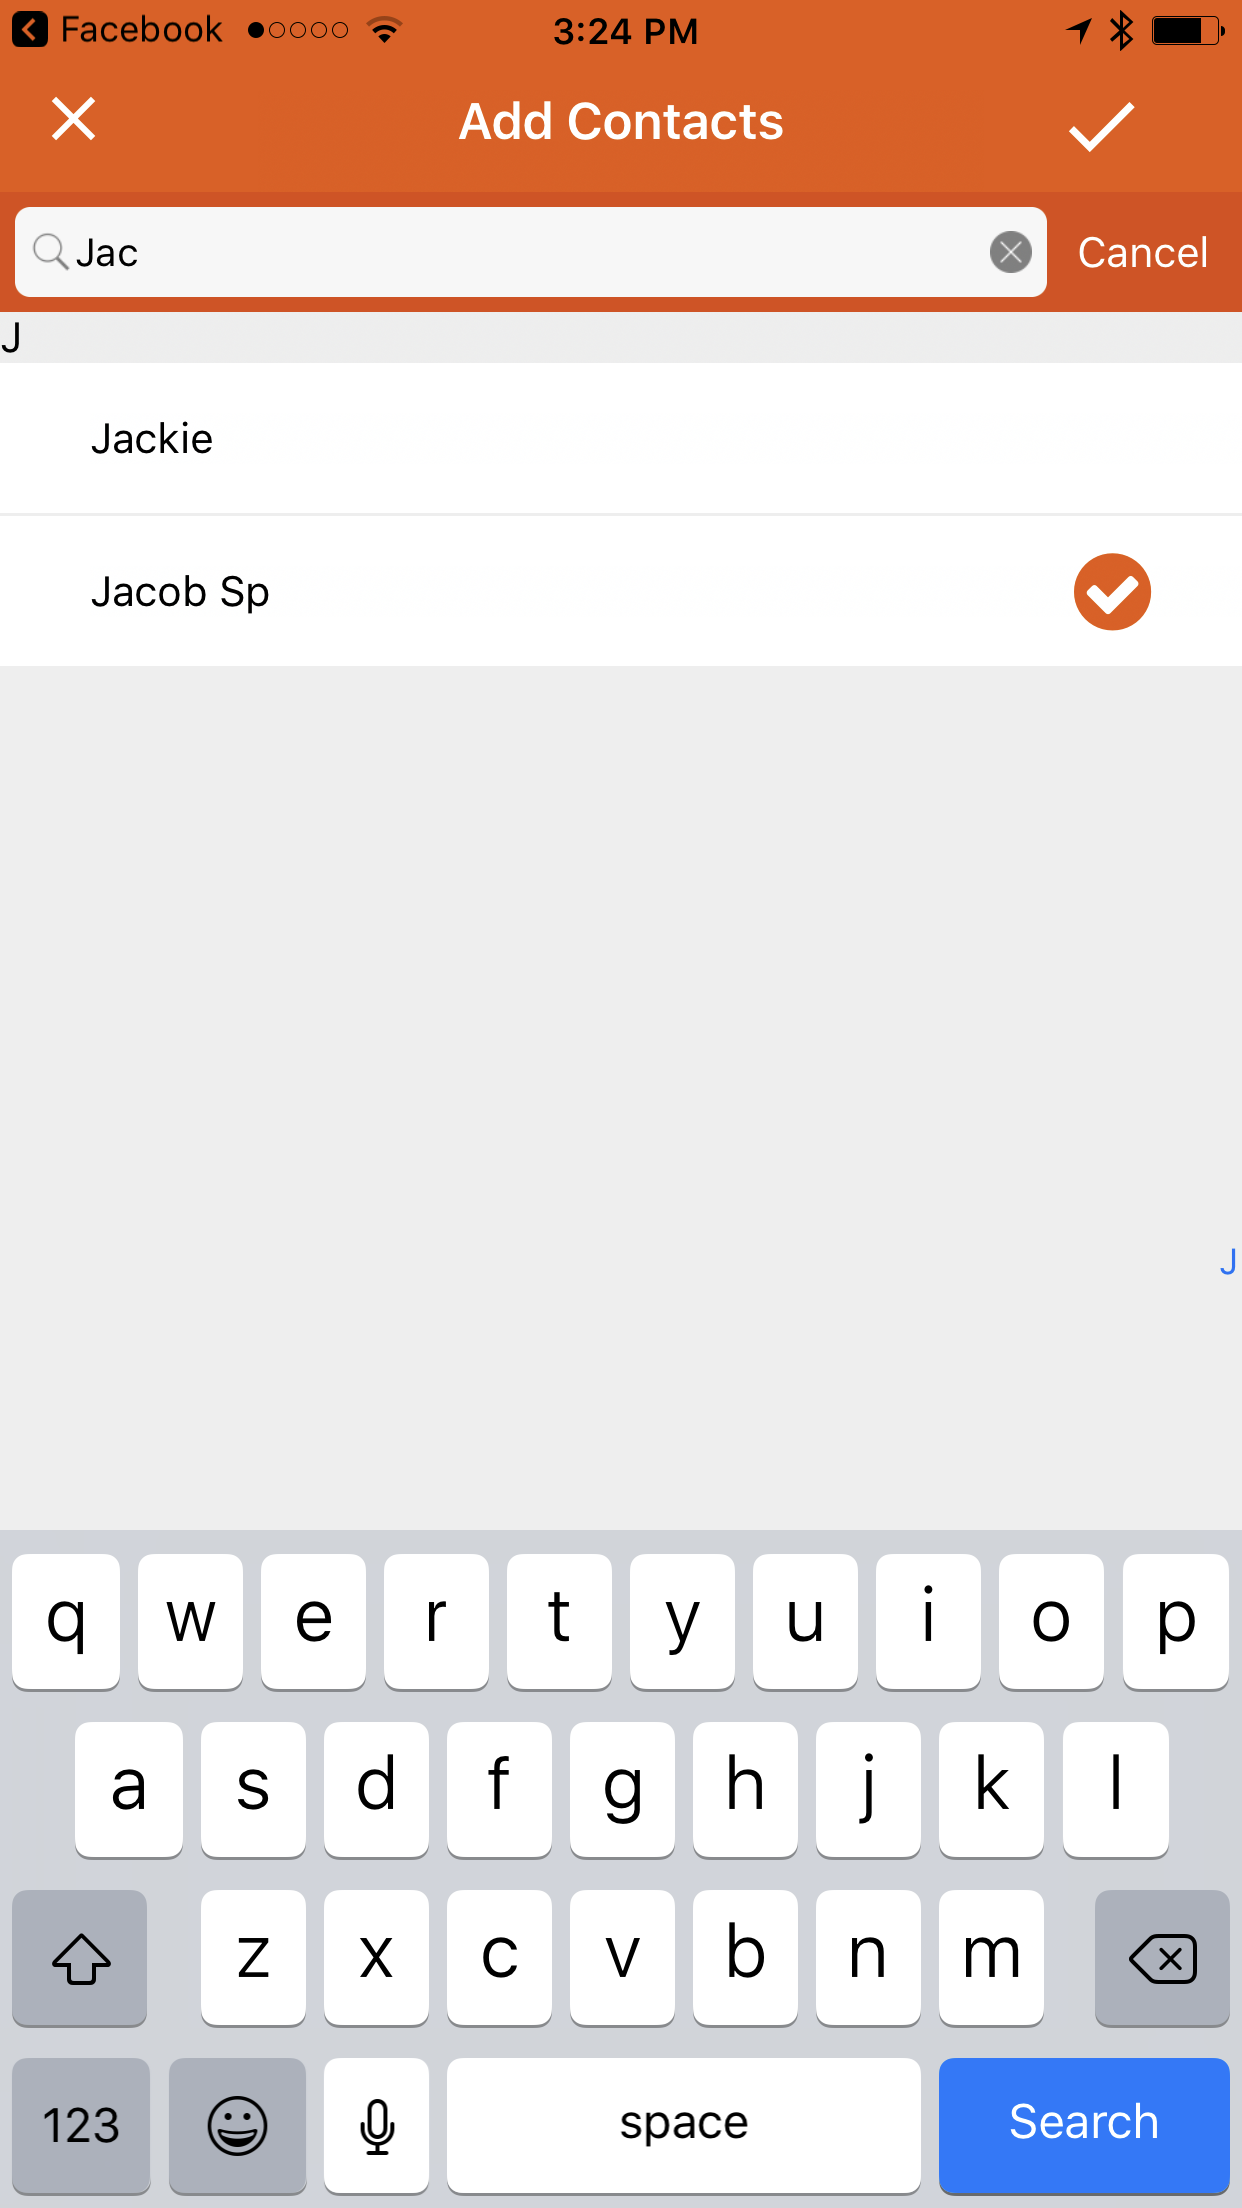 Facebook 3:24 PM
Add Contacts
Jac Cancel
J
Jackie
Jacob Sp
J
q w e r t y u i o p
a s d f g h j k l
z x c v b n m
123 space Search